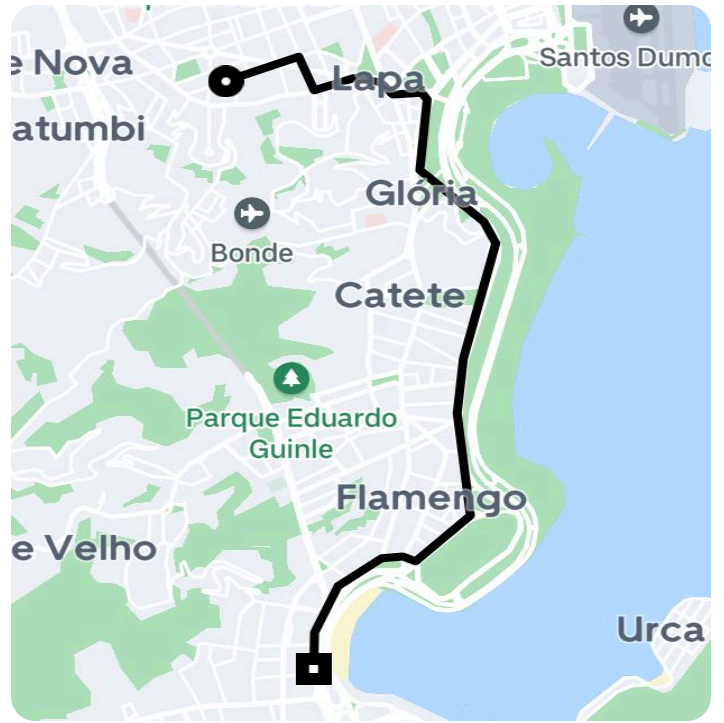 Santos Dumo
e Nova
Lapa
atumbi
Glória
Bonde
Catete
Parque Eduardo
Guinle
Flamengo
e Velho
Urca